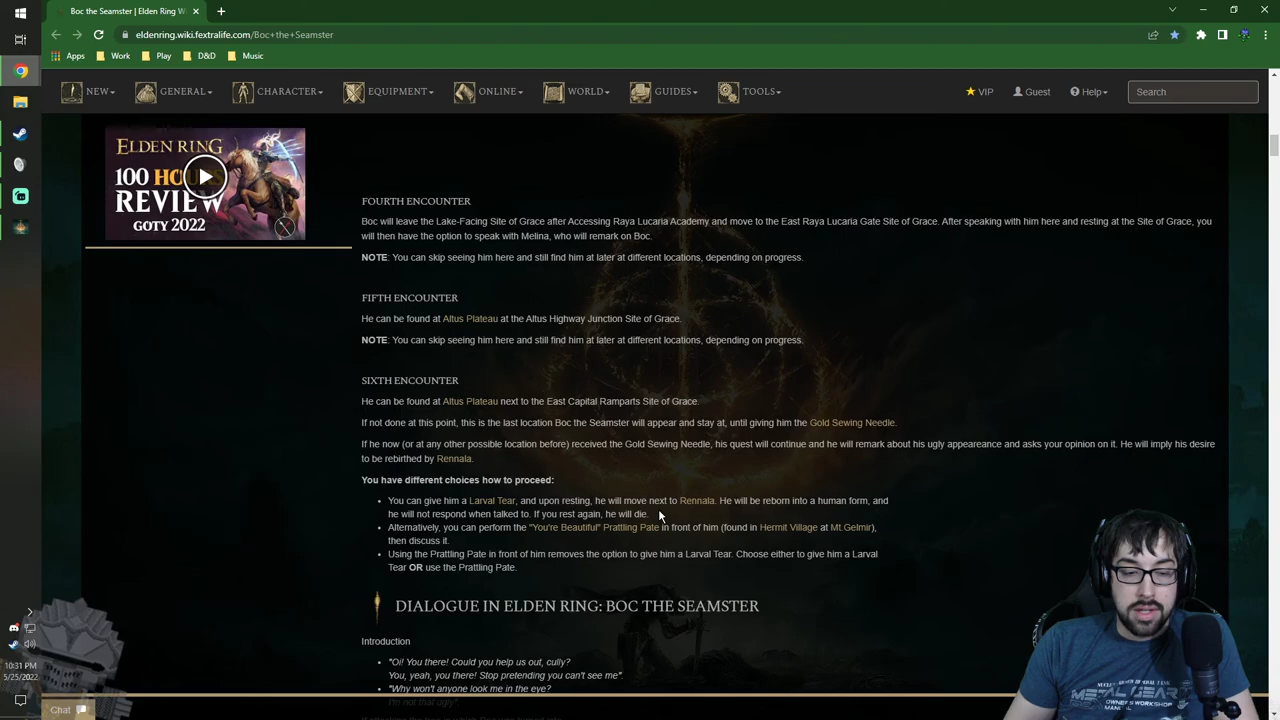 Boc the Seamster | Elden Ring W
eldenring.wiki.fextralife.com/Boc+the+Seamster
Apps Work Play D&D Music
NEW GENERAL CHARACTER EQUIPMENT ONLINE WORLD GUIDES TOOLS VIP Guest Help Search
ELDEN RING
100 HOU
REVIEW
GOTY 2022
FOURTH ENCOUNTER
Boc will leave the Lake-Facing Site of Grace after Accessing Raya Lucaria Academy and move to the East Raya Lucaria Gate Site of Grace. After speaking with him here and resting at the Site of Grace, you
will then have the option to speak with Melina, who will remark on Boc.
NOTE: You can skip seeing him here and still find him at later at different locations, depending on progress.
FIFTH ENCOUNTER
He can be found at Altus Plateau at the Altus Highway Junction Site of Grace.
NOTE: You can skip seeing him here and still find him at later at different locations, depending on progress.
SIXTH ENCOUNTER
He can be found at Altus Plateau next to the East Capital Ramparts Site of Grace.
If not done at this point, this is the last location Boc the Seamster will appear and stay at, until giving him the Gold Sewing Needle.
If he now (or at any other possible location before) received the Gold Sewing Needle, his quest will continue and he will remark about his ugly appeareance and asks your opinion on it. He will imply his desire
to be rebirthed by Rennala.
You have different choices how to proceed:
You can give him a Larval Tear, and upon resting, he will move next to Rennala. He will be reborn into a human form, and
he will not respond when talked to. If you rest again, he will die.
Alternatively, you can perform the "You're Beautiful" Prattling Pate in front of him (found in Hermit Village at Mt.Gelmir),
then discuss it.
Using the Prattling Pate in front of him removes the option to give him a Larval Tear. Choose either to give him a Larval
Tear OR use the Prattling Pate.
DIALOGUE IN ELDEN RING: BOC THE SEAMSTER
Introduction
"Oi! You there! Could you help us out, cully?
You, yeah, you there! Stop pretending you can't see me".
"Why won't anyone look me in the eye?
I'm not that ugly"
10:31 PM
5/25/2022
Chat
METAL GEAR
OWNER'S WORKSHOP
MANUAL